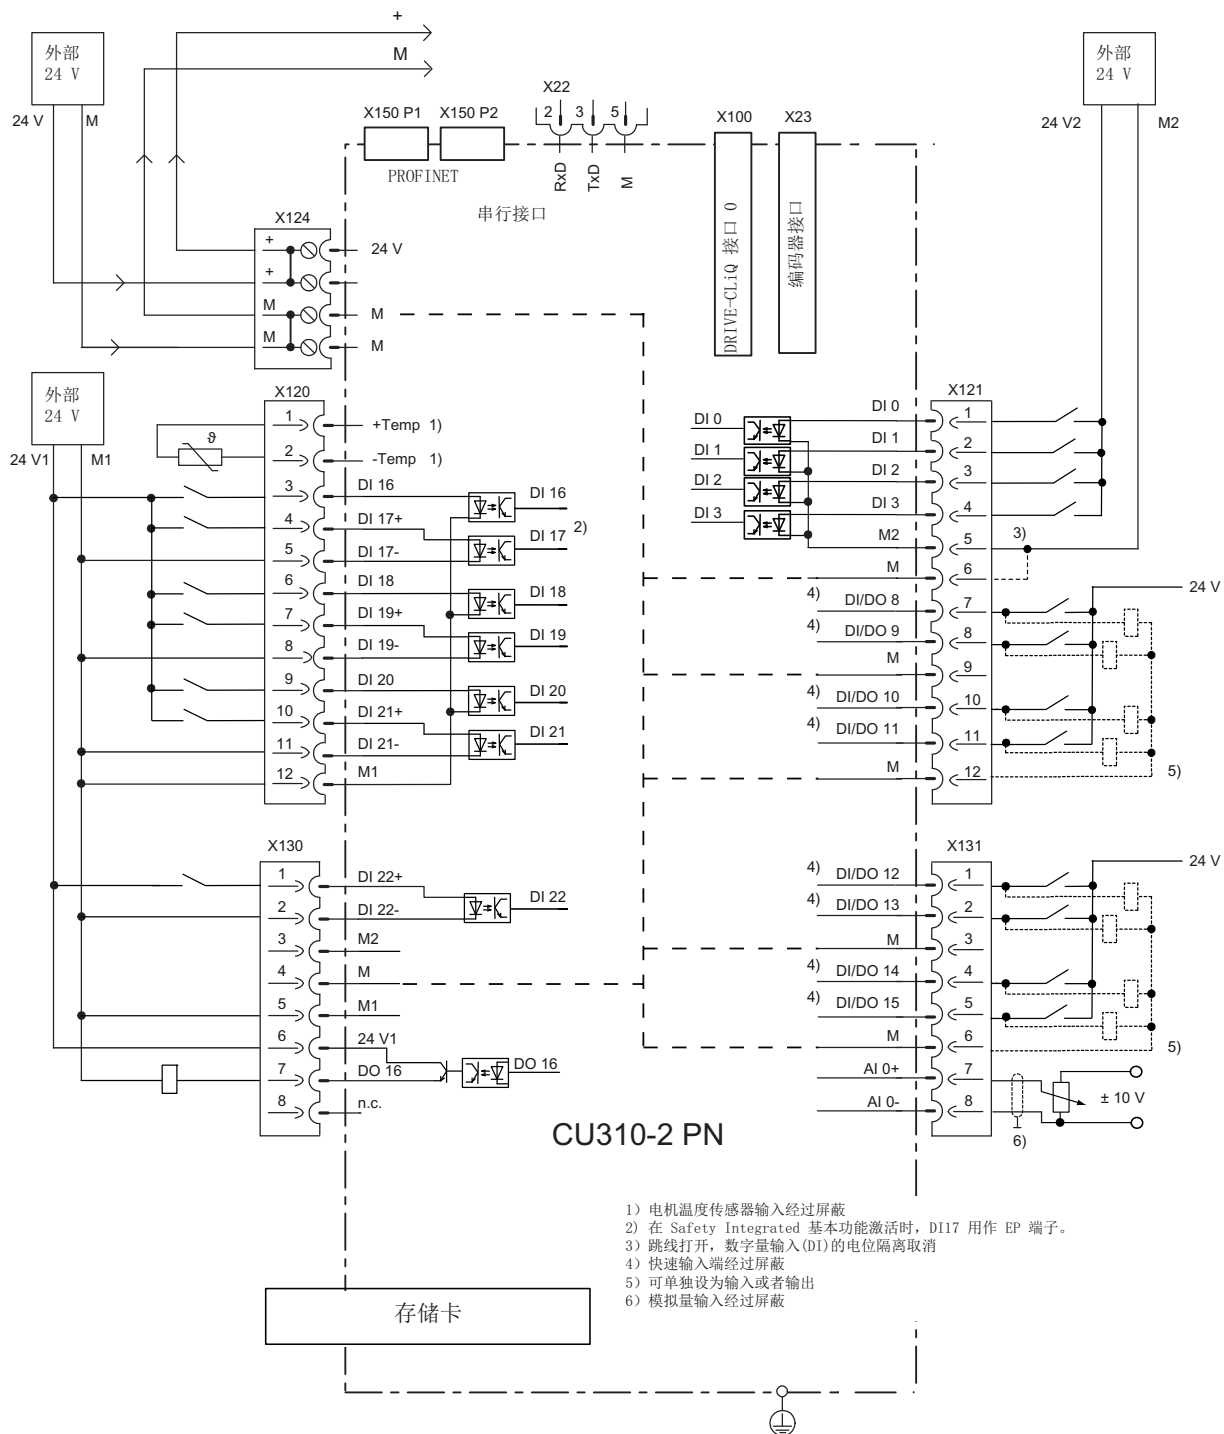 +
M
外部
24 V
24 V
M
X150 P1
X150 P2
PROFINET
X22
2
3
5
RxD
TxD
M
串行接口
X100
DRIVE-CLiQ 接口 0
X23
编码器接口
外部
24 V
24 V2
M2
X124
+
24 V
+
M
M
M
M
外部
24 V
24 V1
M1
X120
1
+Temp 1)
ϑ
2
-Temp 1)
3
DI 16
DI 16
4
DI 17+
DI 17
2)
5
DI 17-
6
DI 18
DI 18
7
DI 19+
DI 19
8
DI 19-
9
DI 20
DI 20
10
DI 21+
DI 21
11
DI 21-
12
M1
X121
DI 0
DI 0
1
DI 1
DI 1
2
DI 2
DI 2
3
DI 3
DI 3
4
M2
5
3)
M
6
24 V
4)
DI/DO 8
7
4)
DI/DO 9
8
M
9
4)
DI/DO 10
10
4)
DI/DO 11
11
M
12
5)
X130
1
DI 22+
DI 22
2
DI 22-
3
M2
4
M
5
M1
6
24 V1
7
DO 16
DO 16
8
n.c.
X131
24 V
4)
DI/DO 12
1
4)
DI/DO 13
2
M
3
4)
DI/DO 14
4
4)
DI/DO 15
5
M
6
5)
AI 0+
7
± 10 V
AI 0-
8
6)
CU310-2 PN
1）电机温度传感器输入经过屏蔽
2）在 Safety Integrated 基本功能激活时，DI17 用作 EP 端子。
3）跳线打开，数字量输入(DI)的电位隔离取消
4）快速输入端经过屏蔽
5）可单独设为输入或者输出
6）模拟量输入经过屏蔽
存储卡